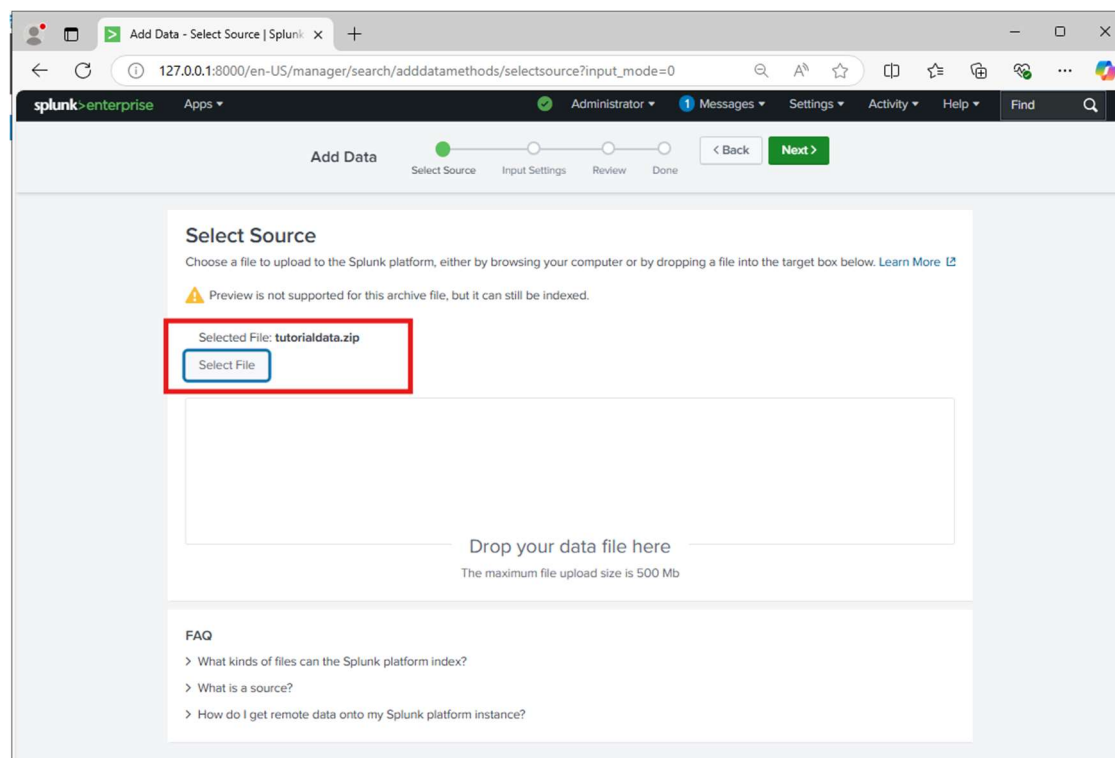 Add Data - Select Source | Splunk
127.0.0.1:8000/en-US/manager/search/adddatamethods/selectsource?input_mode=0
splunk>enterprise Apps Administrator 1 Messages Settings Activity Help Find
Add Data
Select Source Input Settings Review Done
< Back Next >
Select Source
Choose a file to upload to the Splunk platform, either by browsing your computer or by dropping a file into the target box below. Learn More
Preview is not supported for this archive file, but it can still be indexed.
Selected File: tutorialdata.zip
Select File
Drop your data file here
The maximum file upload size is 500 Mb
FAQ
> What kinds of files can the Splunk platform index?
> What is a source?
> How do I get remote data onto my Splunk platform instance?